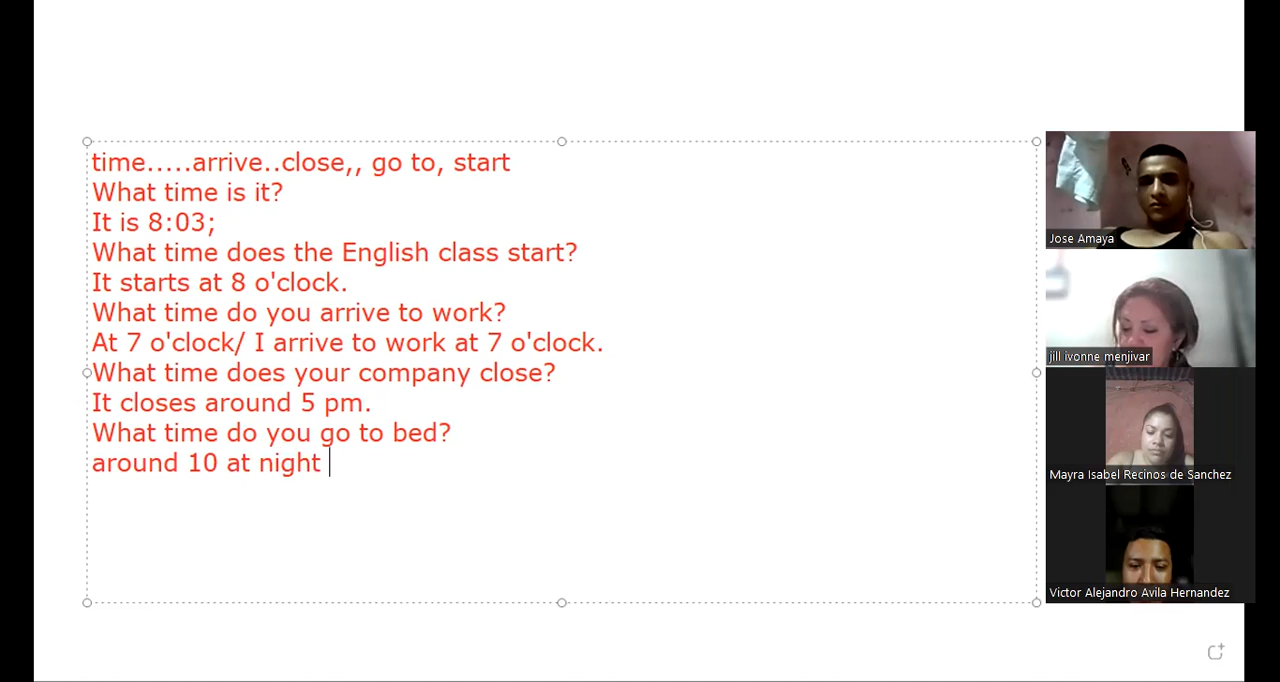 time.....arrive..close,, go to, start
What time is it?
It is 8:03;
What time does the English class start?
It starts at 8 o'clock.
What time do you arrive to work?
At 7 o'clock/ I arrive to work at 7 o'clock.
What time does your company close?
It closes around 5 pm.
What time do you go to bed?
around 10 at night
Jose Amaya
jill ivonne menjivar
Mayra Isabel Recinos de Sanchez
Victor Alejandro Avila Hernandez